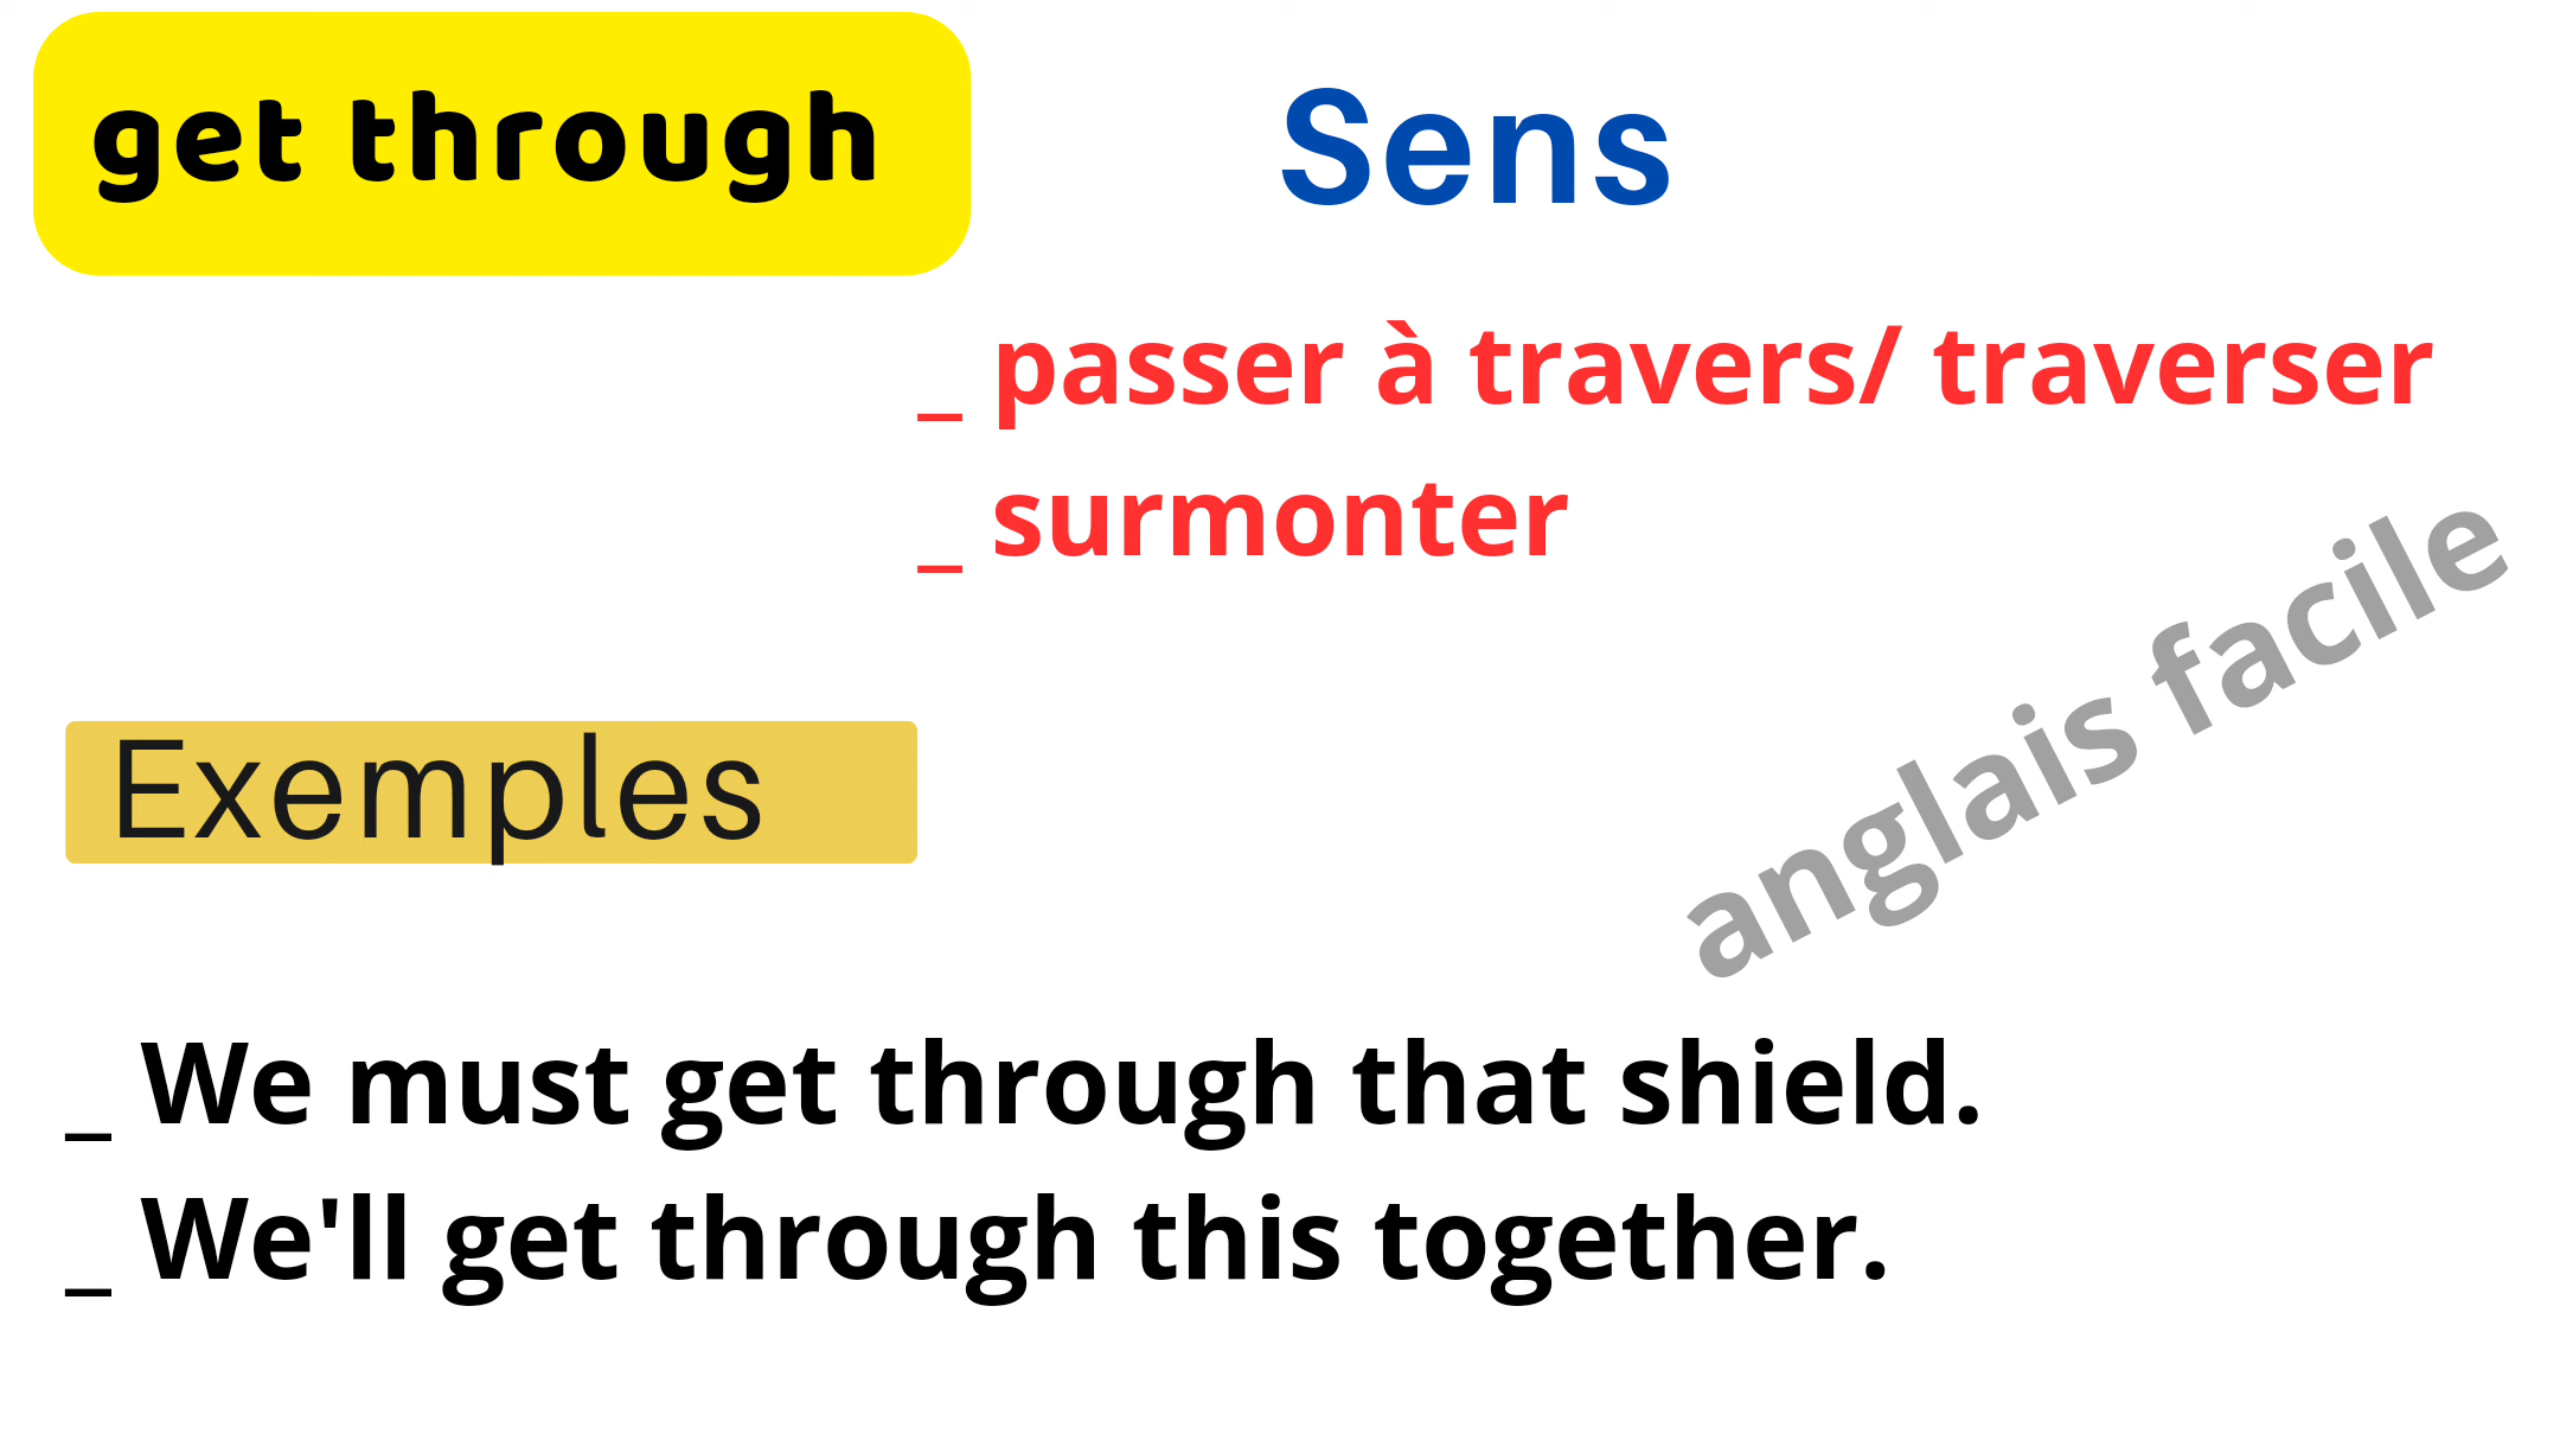 get through
Sens
_ passer à travers/ traverser
_ surmonter
anglais facile
Exemples
_ We must get through that shield.
_ We'll get through this together.